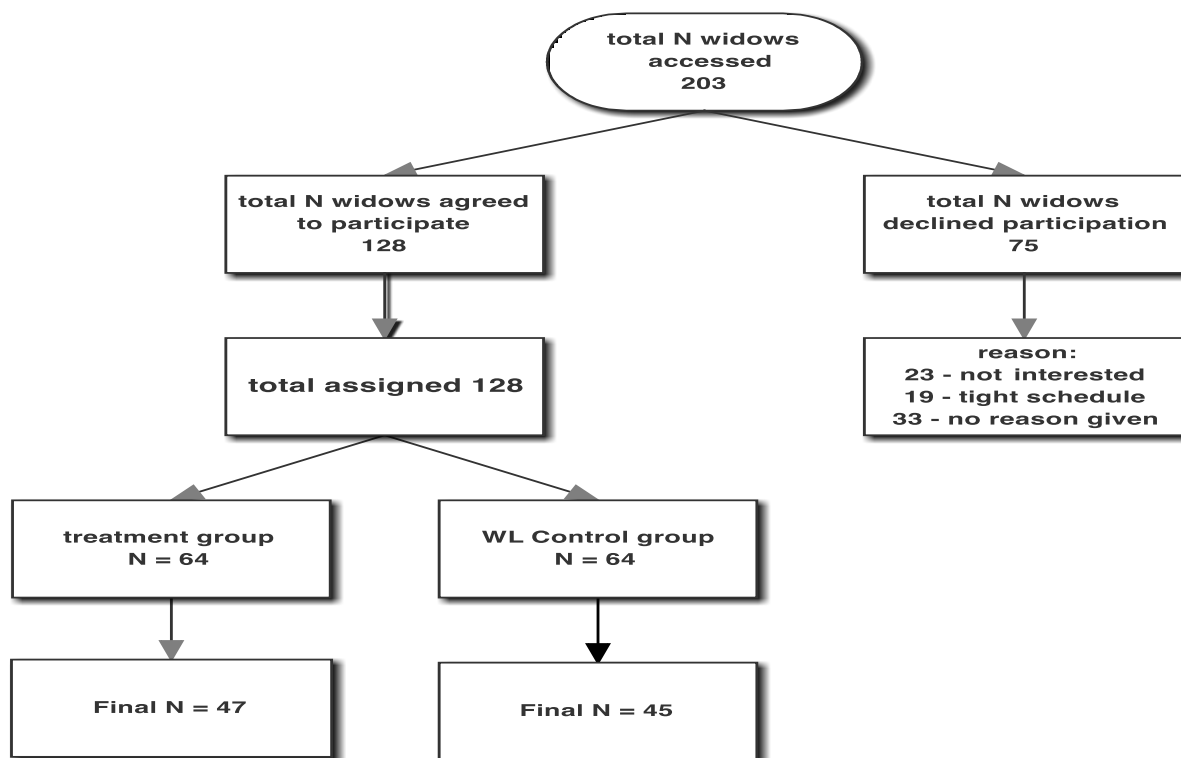 total N widows
accessed
203
total N widows agreed
to participate
128
total N widows
declined participation
75
total assigned 128
reason:
23 - not interested
19 - tight schedule
33 - no reason given
treatment group
N = 64
WL Control group
N = 64
Final N = 47
Final N = 45